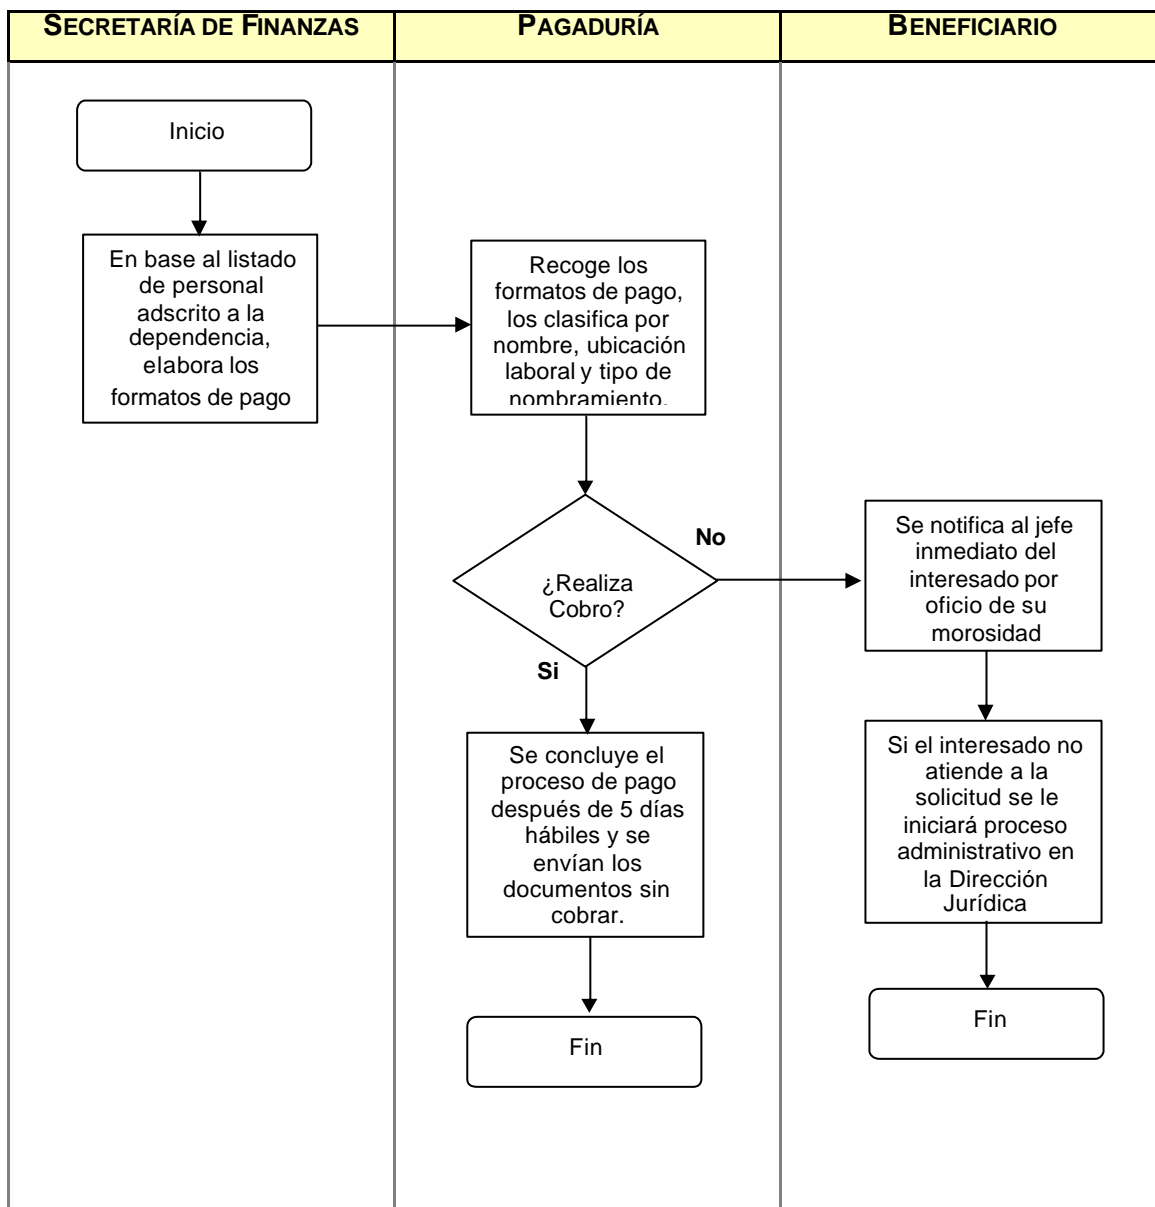 SECRETARÍA DE FINANZAS
PAGADURÍA
BENEFICIARIO
Inicio
En base al listado
de personal
adscrito a la
dependencia,
elabora los
formatos de pago
Recoge los
formatos de pago,
los clasifica por
nombre, ubicación
laboral y tipo de
nombramiento.
¿Realiza
Cobro?
No
Si
Se notifica al jefe
inmediato del
interesado por
oficio de su
morosidad
Se concluye el
proceso de pago
después de 5 días
hábiles y se
envían los
documentos sin
cobrar.
Si el interesado no
atiende a la
solicitud se le
iniciará proceso
administrativo en
la Dirección
Jurídica
Fin
Fin